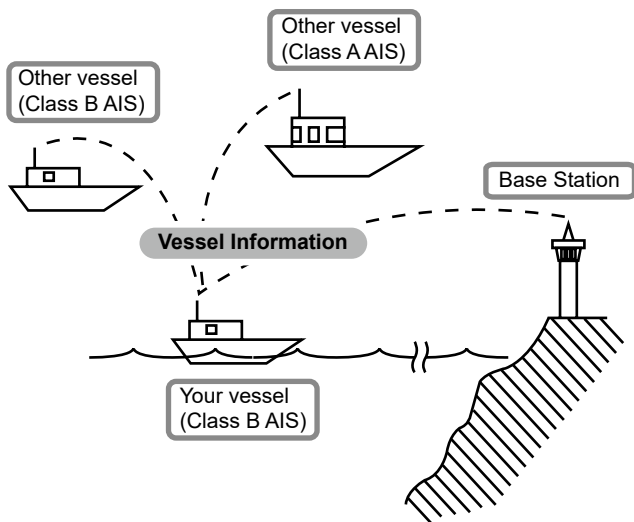 Other vessel
(Class A AIS)
Other vessel
(Class B AIS)
Base Station
Vessel Information
Your vessel
(Class B AIS)